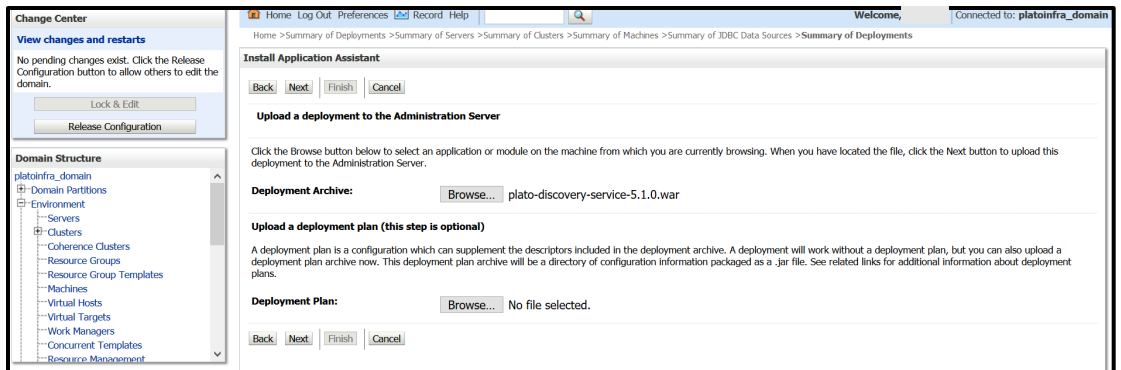 Change Center
View changes and restarts
No pending changes exist. Click the Release
Configuration button to allow others to edit the
domain.
Lock & Edit
Release Configuration
Domain Structure
platoinfra_domain
Domain Partitions
Environment
Servers
Clusters
Coherence Clusters
Resource Groups
Resource Group Templates
Machines
Virtual Hosts
Virtual Targets
Work Managers
Concurrent Templates
Resource Management
Home Log Out Preferences Record Help
Welcome, Connected to: platoinfra_domain
Home >Summary of Deployments >Summary of Servers >Summary of Clusters >Summary of Machines >Summary of JDBC Data Sources >Summary of Deployments
Install Application Assistant
Back Next Finish Cancel
Upload a deployment to the Administration Server
Click the Browse button below to select an application or module on the machine from which you are currently browsing. When you have located the file, click the Next button to upload this
deployment to the Administration Server.
Deployment Archive: Browse... plato-discovery-service-5.1.0.war
Upload a deployment plan (this step is optional)
A deployment plan is a configuration which can supplement the descriptors included in the deployment archive. A deployment will work without a deployment plan, but you can also upload a
deployment plan archive now. This deployment plan archive will be a directory of configuration information packaged as a .jar file. See related links for additional information about deployment
plans.
Deployment Plan: Browse... No file selected.
Back Next Finish Cancel